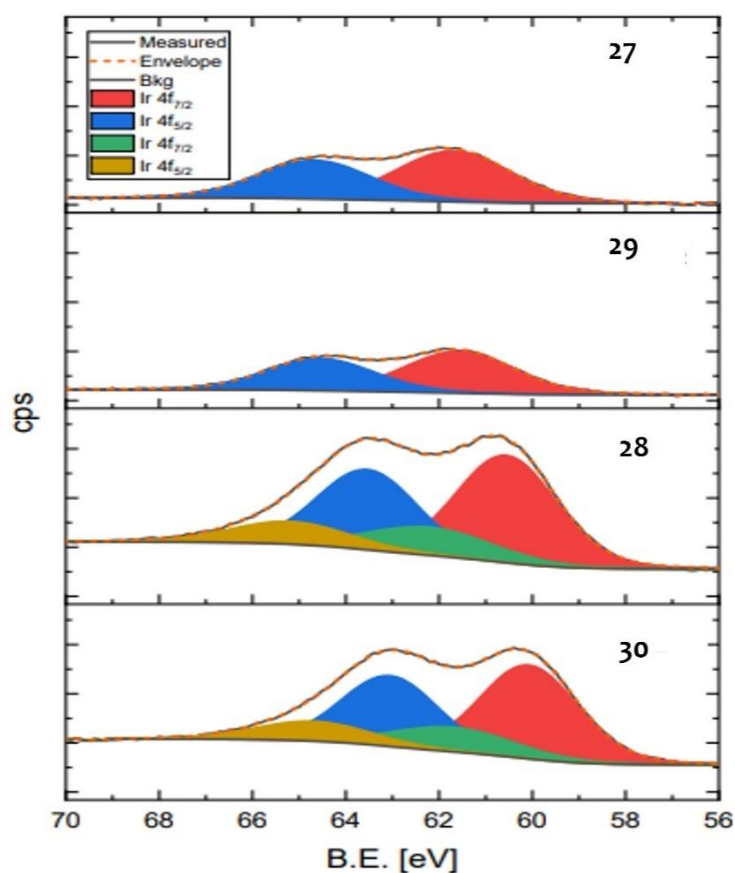 Measured
Envelope
Bkg
Ir 4f7/2
Ir 4f5/2
Ir 4f7/2
Ir 4f5/2
27
29
28
30
cps
70 68 66 64 62 60 58 56
B.E. [eV]